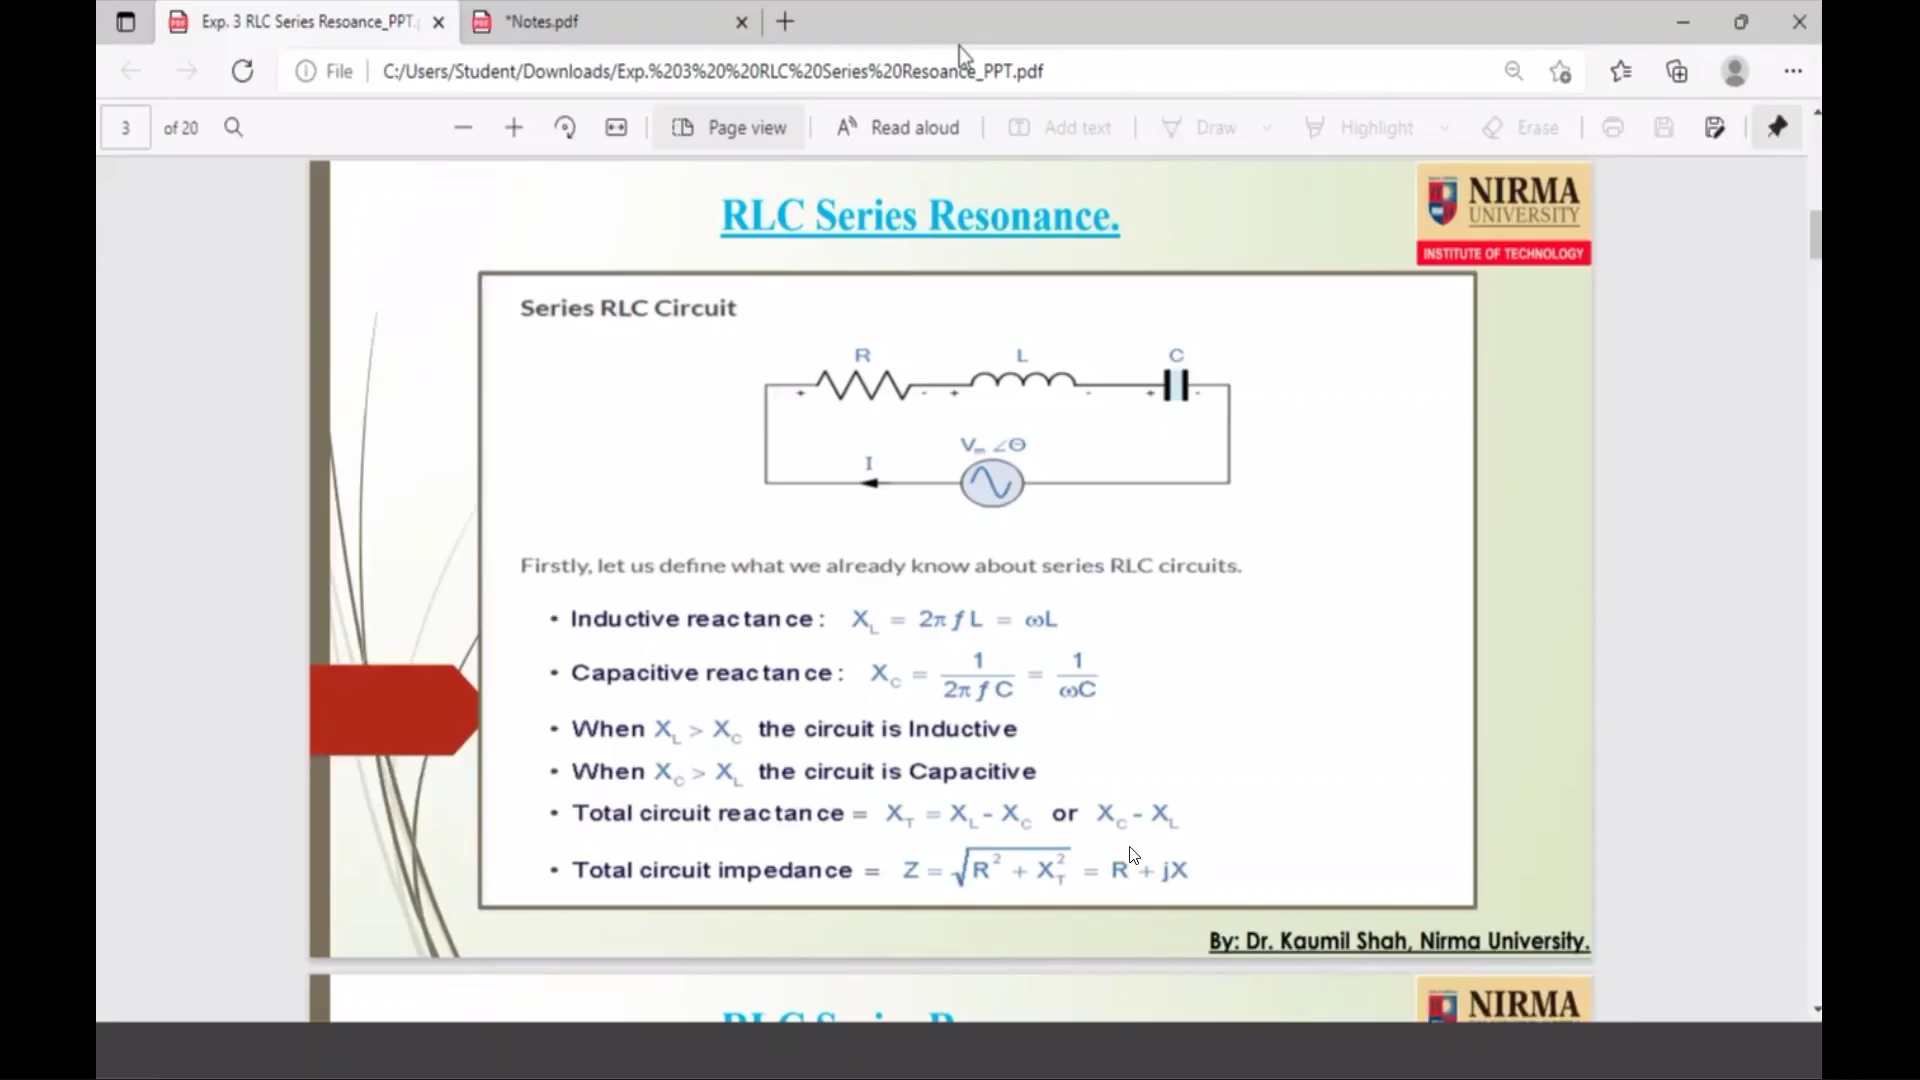 Exp. 3 RLC Series Resoance_PPT.
*Notes.pdf
File
C:/Users/Student/Downloads/Exp.%203%20%20RLC%20Series%20Resoance_PPT.pdf
3 of 20
Page view
Read aloud
Add text
Draw
Highlight
Erase
RLC Series Resonance.
NIRMA
UNIVERSITY
INSTITUTE OF TECHNOLOGY
Series RLC Circuit
R L C
+ - + - + -
Vm ∠Θ
I
Firstly, let us define what we already know about series RLC circuits.
• Inductive reactance: X_L = 2π f L = ωL
• Capacitive reactance: X_C = 1/(2π f C) = 1/(ωC)
• When X_L > X_C the circuit is Inductive
• When X_C > X_L the circuit is Capacitive
• Total circuit reactance = X_T = X_L - X_C or X_C - X_L
• Total circuit impedance = Z = √(R² + X_T²) = R + jX
By: Dr. Kaumil Shah, Nirma University.
NIRMA